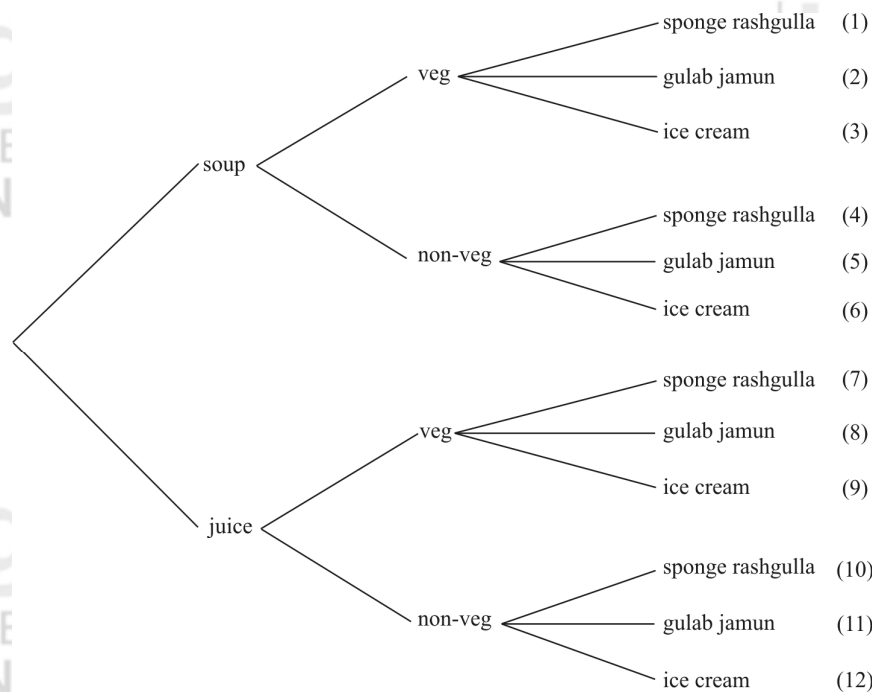 sponge rashgulla (1)
veg gulab jamun (2)
ice cream (3)
soup
sponge rashgulla (4)
non-veg gulab jamun (5)
ice cream (6)
sponge rashgulla (7)
veg gulab jamun (8)
ice cream (9)
juice
sponge rashgulla (10)
non-veg gulab jamun (11)
ice cream (12)